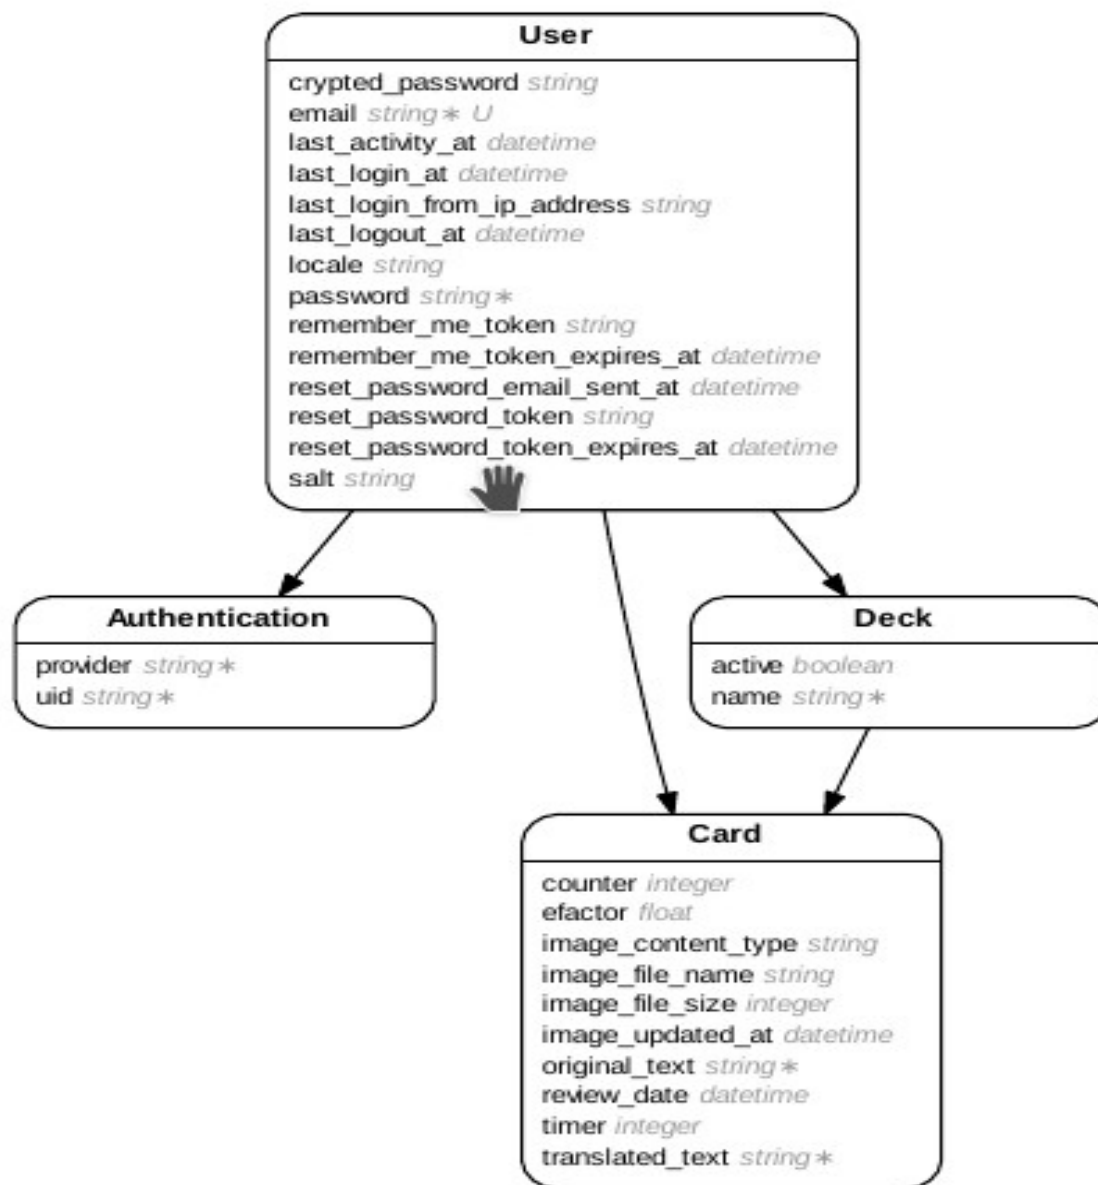 User
crypted_password string
email string* U
last_activity_at datetime
last_login_at datetime
last_login_from_ip_address string
last_logout_at datetime
locale string
password string*
remember_me_token string
remember_me_token_expires_at datetime
reset_password_email_sent_at datetime
reset_password_token string
reset_password_token_expires_at datetime
salt string
Authentication
provider string*
uid string*
Deck
active boolean
name string*
Card
counter integer
efactor float
image_content_type string
image_file_name string
image_file_size integer
image_updated_at datetime
original_text string*
review_date datetime
timer integer
translated_text string*